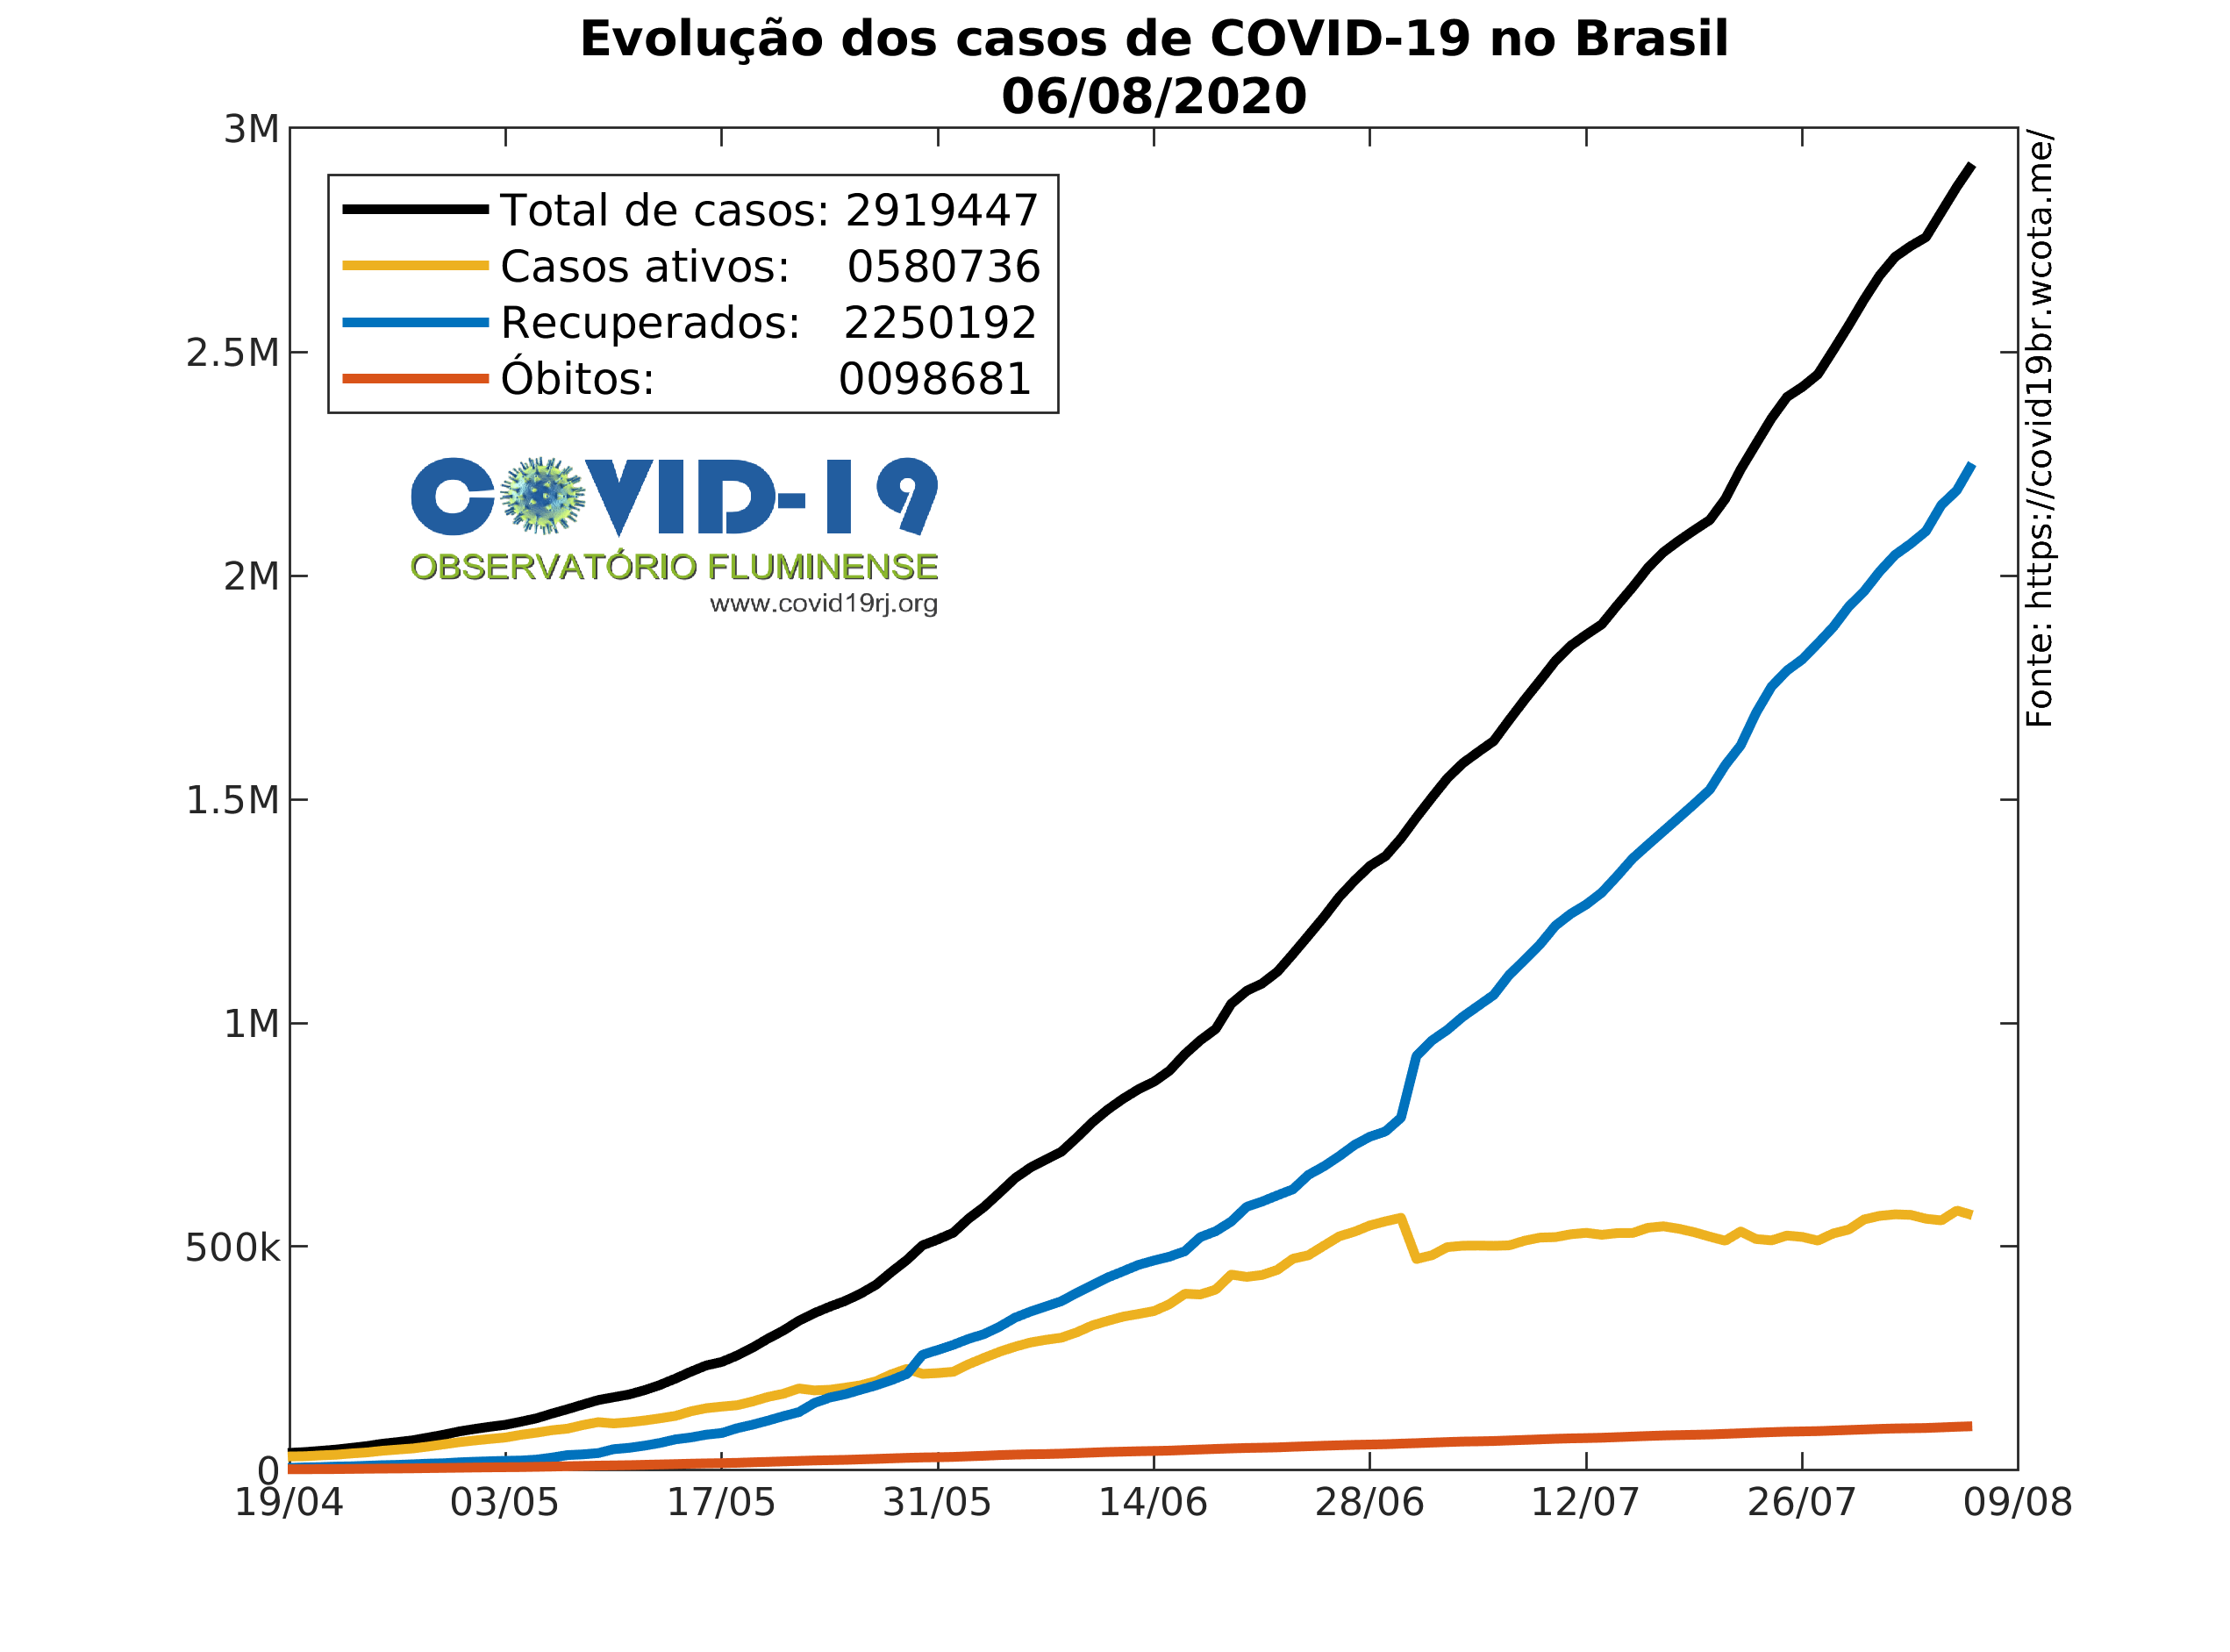 Evolução dos casos de COVID-19 no Brasil
06/08/2020
Total de casos: 2919447
Casos ativos: 0580736
Recuperados: 2250192
Óbitos: 0098681
COVID-19
OBSERVATÓRIO FLUMINENSE
www.covid19rj.org
Fonte: https://covid19br.wcota.me/
3M
2.5M
2M
1.5M
1M
500k
0
19/04 03/05 17/05 31/05 14/06 28/06 12/07 26/07 09/08